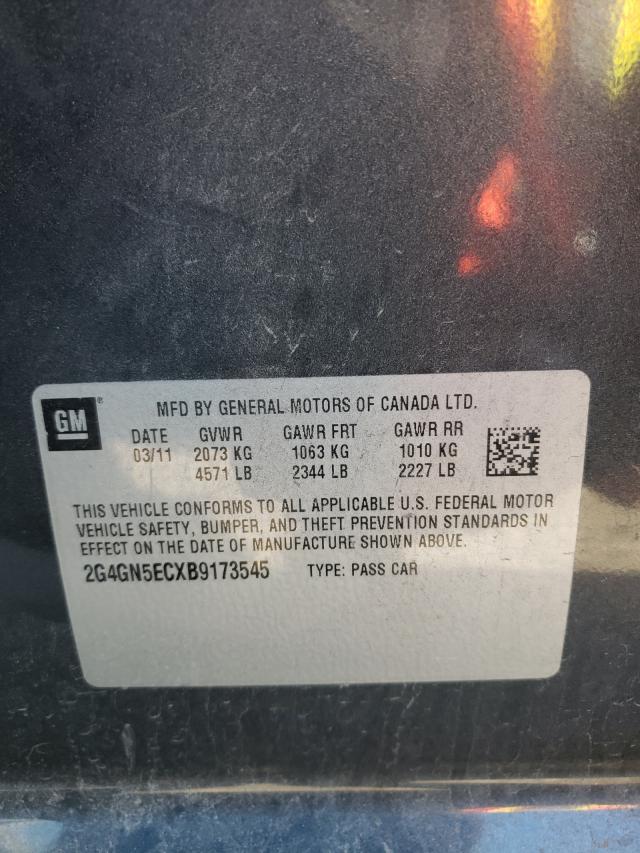 GM®
MFD BY GENERAL MOTORS OF CANADA LTD.
DATE GVWR GAWR FRT GAWR RR
03/11 2073 KG 1063 KG 1010 KG
4571 LB 2344 LB 2227 LB
THIS VEHICLE CONFORMS TO ALL APPLICABLE U.S. FEDERAL MOTOR
VEHICLE SAFETY, BUMPER, AND THEFT PREVENTION STANDARDS IN
EFFECT ON THE DATE OF MANUFACTURE SHOWN ABOVE.
2G4GN5ECXB9173545 TYPE: PASS CAR